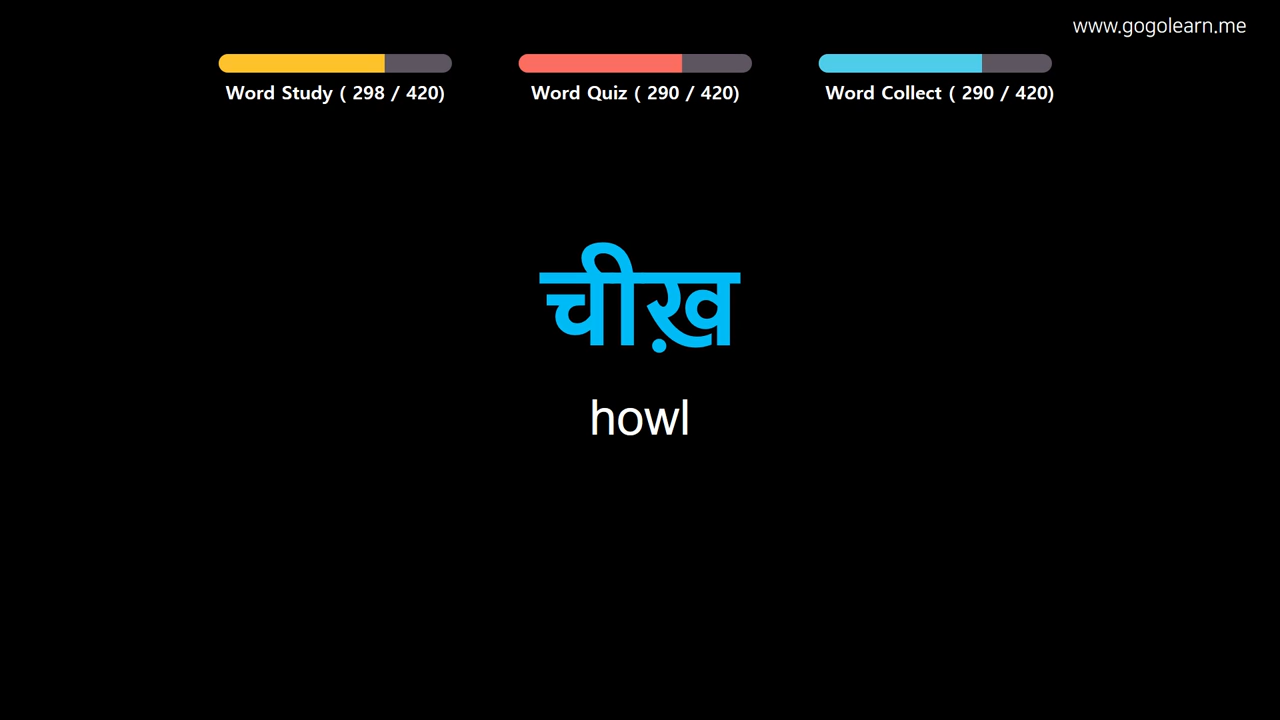 www.gogolearn.me
Word Study ( 298 / 420)
Word Quiz ( 290 / 420)
Word Collect ( 290 / 420)
चीख़
howl